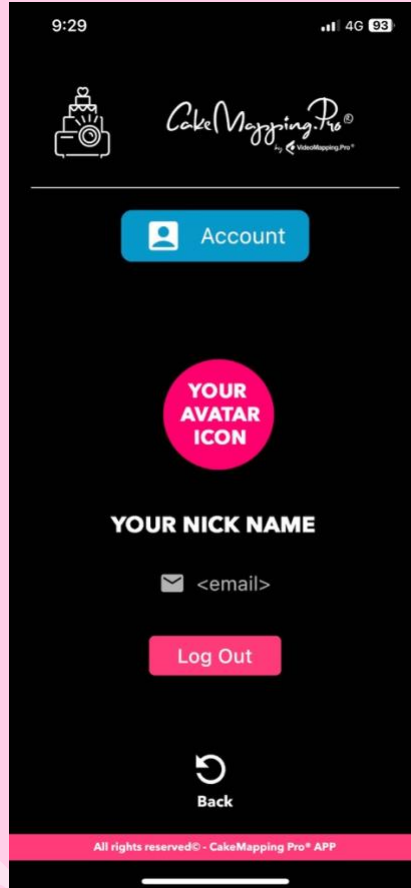 9:29 4G 93
CakeMapping.Pro®
by VideoMapping.Pro®
Account
YOUR
AVATAR
ICON
YOUR NICK NAME
<email>
Log Out
Back
All rights reserved© - CakeMapping Pro® APP